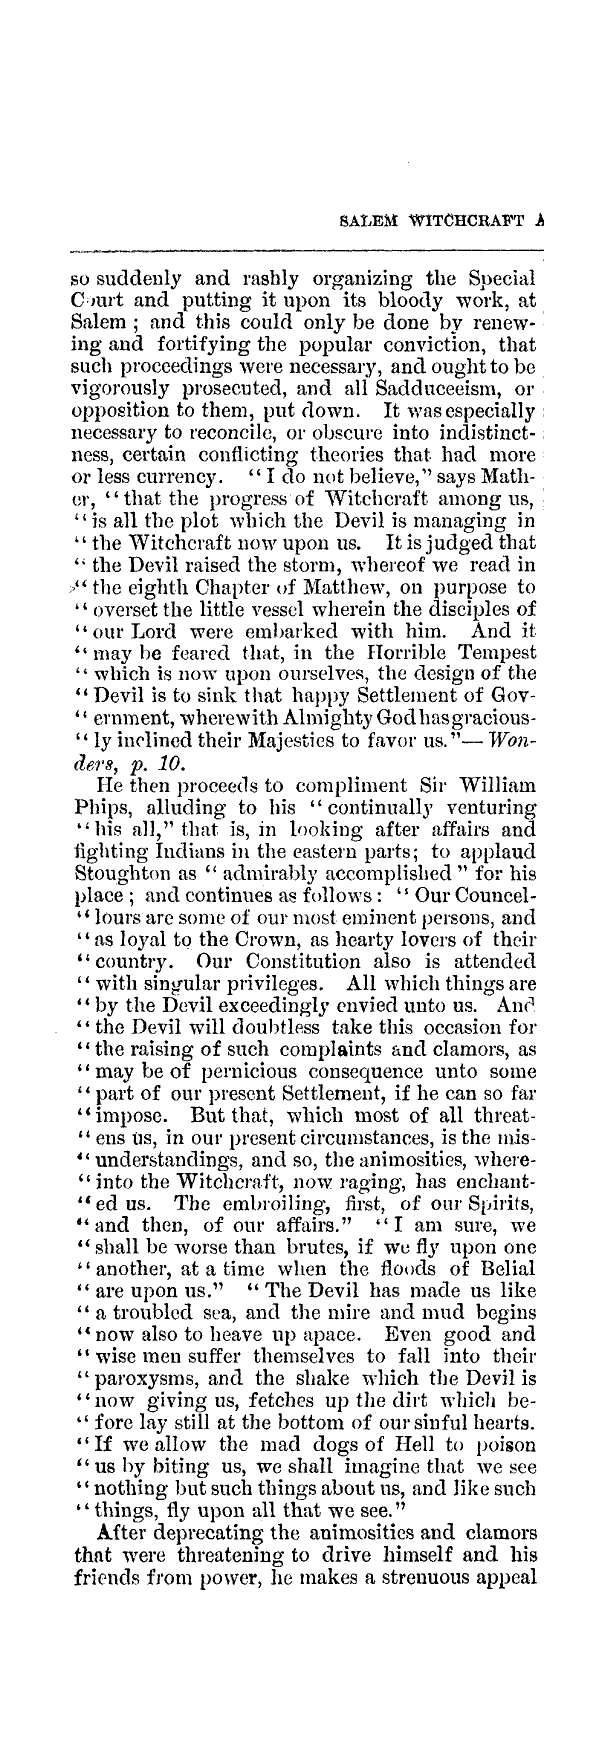 SALEM WITCHCRAFT A
so suddenly and rashly organizing the Special
Court and putting it upon its bloody work, at
Salem ; and this could only be done by renew-
ing and fortifying the popular conviction, that
such proceedings were necessary, and ought to be
vigorously prosecuted, and all Sadduceeism, or
opposition to them, put down. It was especially
necessary to reconcile, or obscure into indistinct-
ness, certain conflicting theories that had more
or less currency. “I do not believe,” says Math-
er, “that the progress of Witchcraft among us,
“is all the plot which the Devil is managing in
“the Witchcraft now upon us. It is judged that
“the Devil raised the storm, whereof we read in
“the eighth Chapter of Matthew, on purpose to
“overset the little vessel wherein the disciples of
“our Lord were embarked with him. And it
“may be feared that, in the Horrible Tempest
“which is now upon ourselves, the design of the
“Devil is to sink that happy Settlement of Gov-
“ernment, wherewith Almighty God has gracious-
“ly inclined their Majesties to favor us.”—Won-
ders, p. 10.
He then proceeds to compliment Sir William
Phips, alluding to his “continually venturing
“his all,” that is, in looking after affairs and
fighting Indians in the eastern parts; to applaud
Stoughton as “admirably accomplished” for his
place ; and continues as follows: “Our Councel-
“lours are some of our most eminent persons, and
“as loyal to the Crown, as hearty lovers of their
“country. Our Constitution also is attended
“with singular privileges. All which things are
“by the Devil exceedingly envied unto us. And
“the Devil will doubtless take this occasion for
“the raising of such complaints and clamors, as
“may be of pernicious consequence unto some
“part of our present Settlement, if he can so far
“impose. But that, which most of all threat-
“ens us, in our present circumstances, is the mis-
“understandings, and so, the animosities, where-
“into the Witchcraft, now raging, has enchant-
“ed us. The embroiling, first, of our Spirits,
“and then, of our affairs.” “I am sure, we
“shall be worse than brutes, if we fly upon one
“another, at a time when the floods of Belial
“are upon us.” “The Devil has made us like
“a troubled sea, and the mire and mud begins
“now also to heave up apace. Even good and
“wise men suffer themselves to fall into their
“paroxysms, and the shake which the Devil is
“now giving us, fetches up the dirt which be-
“fore lay still at the bottom of our sinful hearts.
“If we allow the mad dogs of Hell to poison
“us by biting us, we shall imagine that we see
“nothing but such things about us, and like such
“things, fly upon all that we see.”
After deprecating the animosities and clamors
that were threatening to drive himself and his
friends from power, he makes a strenuous appeal